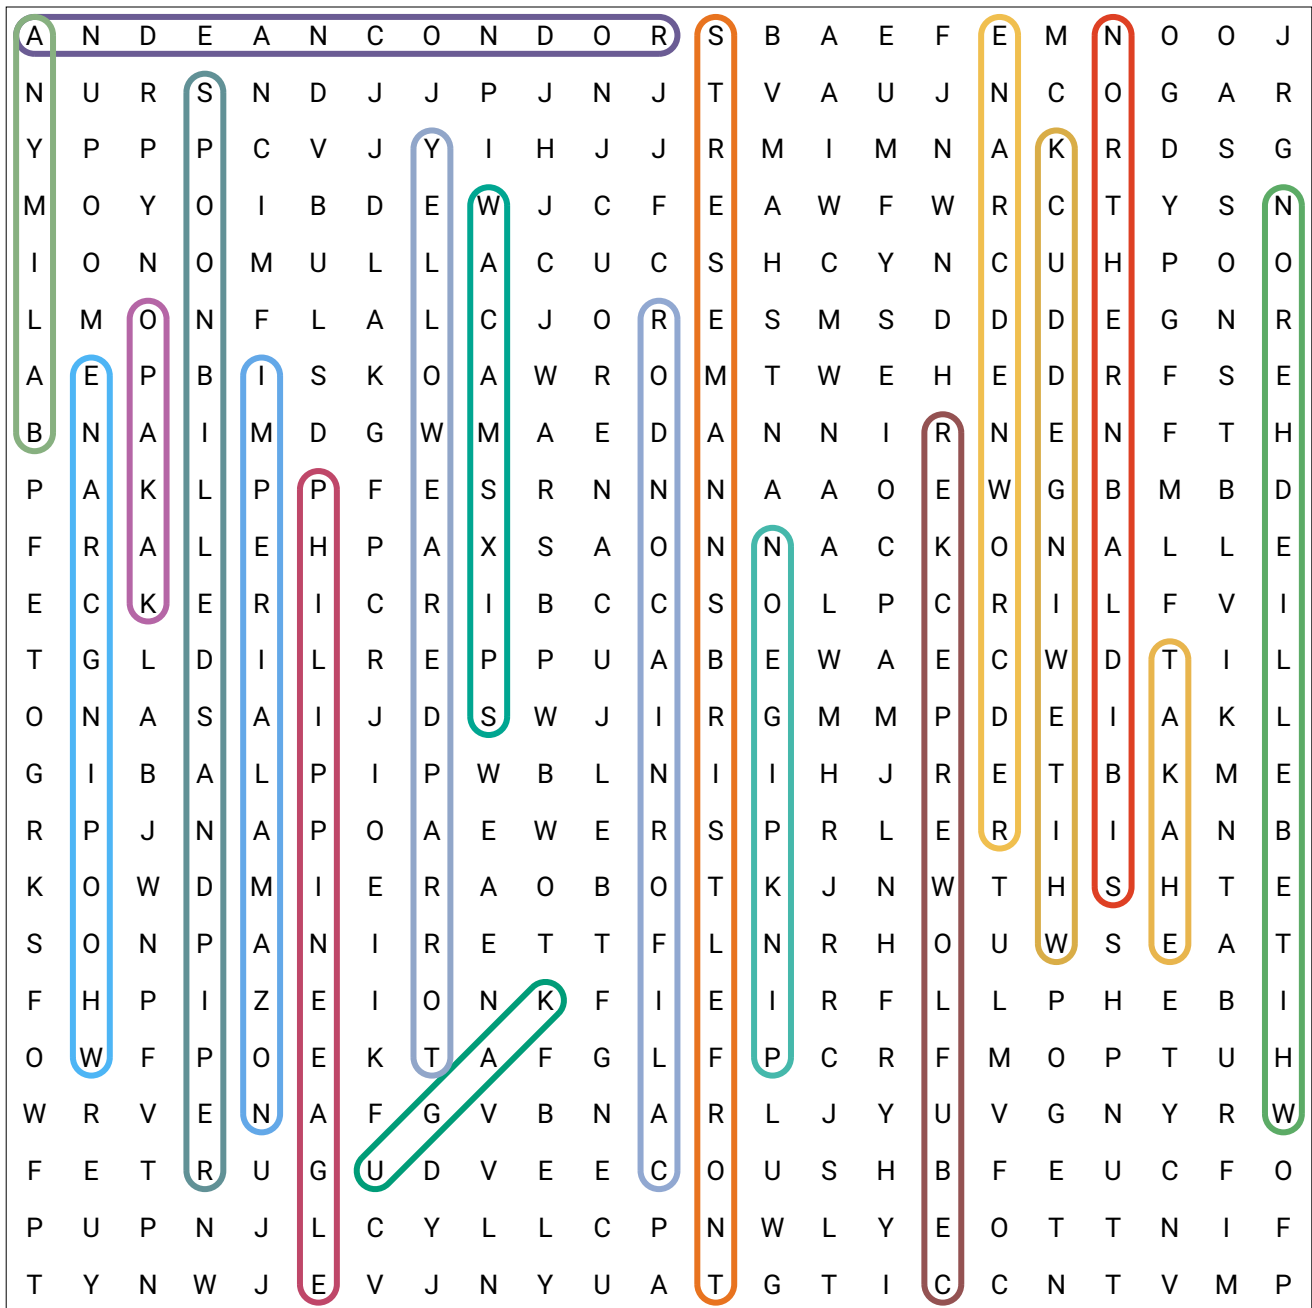 A N D E A N C O N D O R S B A E F E M N O O J
N U R S N D J J P J N J T V A U J N C O G A R
Y P P P C V J Y I H J J R M I M N A K R D S G
M O Y O I B D E W J C F E A W F W R C T Y S N
I O N O M U L L A C U C S H C Y N C U H P O O
L M O N F L A L C J O R E S M S D D D E G N R
A E P B I S K O A W R O M T W E H E D R F S E
B N A I M D G W M A E D A N N I R N E N F T H
P A K L P P F E S R N N N A A O E W G B M B D
F R A L E H P A X S A O N N A C K O N A L L E
E C K E R I C R I B C C S O L P C R I L F V I
T G L D I L R E P P U A B E W A E C W D T I L
O N A S A I J D S W J I R G M M P D E I A K L
G I B A L P I P W B L N I I H J R E T B K M E
R P J N A P O A E W E R S P R L E R I I A N B
K O W D M I E R A O B O T K J N W T H S H T E
S O N P A N I R E T T F L N R H O U W S E A T
F H P I Z E I O N K F I E I R F L L P H E B I
O W F P O E K T A F G L F P C R F M O P T U H
W R V E N A F G V B N A R L J Y U V G N Y R W
F E T R U G U D V E E C O U S H B F E U C F O
P U P N J L C Y L L C P N W L Y E O T T N I F
T Y N W J E V J N Y U A T G T I C C N T V M P